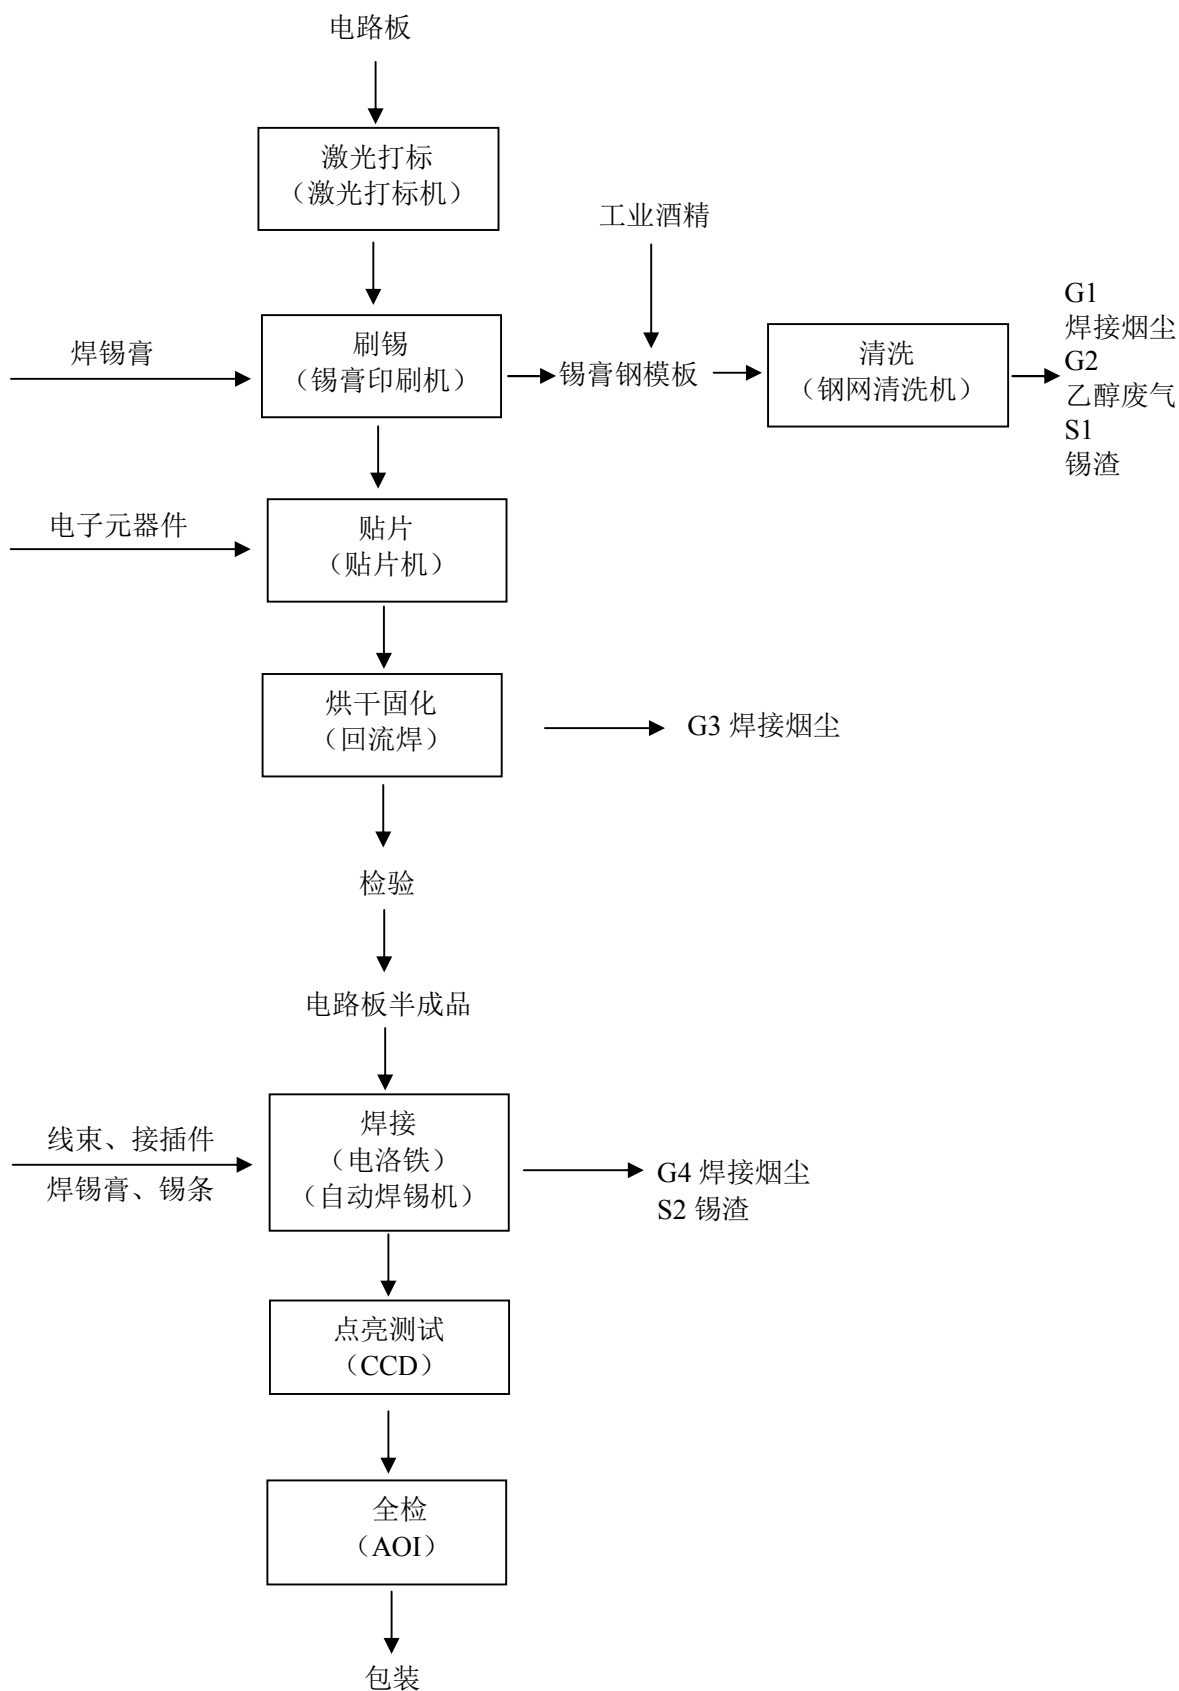 电路板
激光打标
（激光打标机）
工业酒精
焊锡膏
刷锡
（锡膏印刷机）
锡膏钢模板
清洗
（钢网清洗机）
G1
焊接烟尘
G2
乙醇废气
S1
锡渣
电子元器件
贴片
（贴片机）
烘干固化
（回流焊）
G3 焊接烟尘
检验
电路板半成品
线束、接插件
焊锡膏、锡条
焊接
（电洛铁）
（自动焊锡机）
G4 焊接烟尘
S2 锡渣
点亮测试
（CCD）
全检
（AOI）
包装